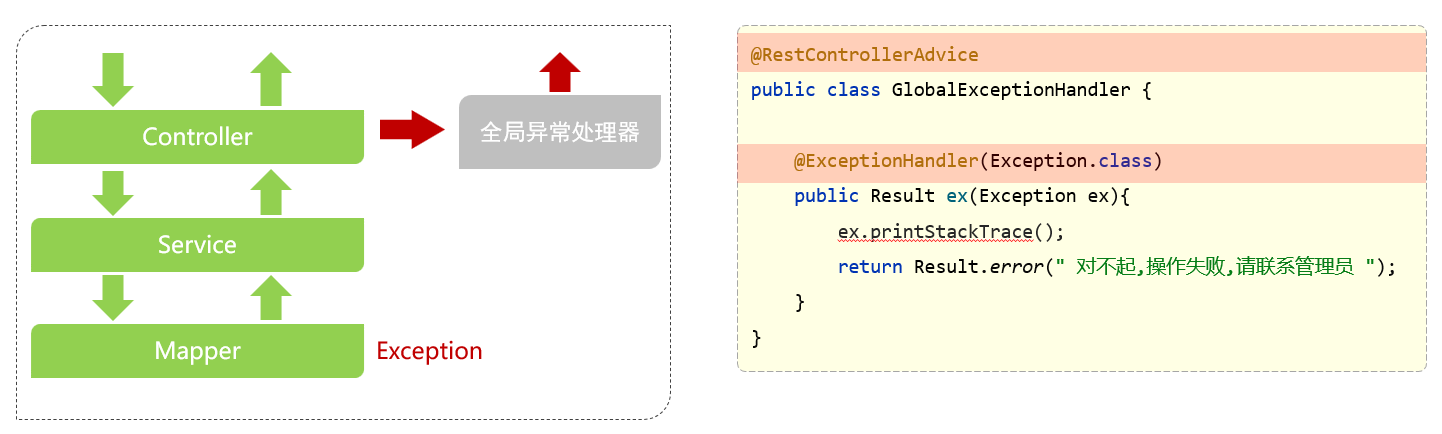 Controller
全局异常处理器
Service
Mapper
Exception
@RestControllerAdvice
public class GlobalExceptionHandler {
@ExceptionHandler(Exception.class)
public Result ex(Exception ex){
ex.printStackTrace();
return Result.error(" 对不起,操作失败,请联系管理员 ");
}
}